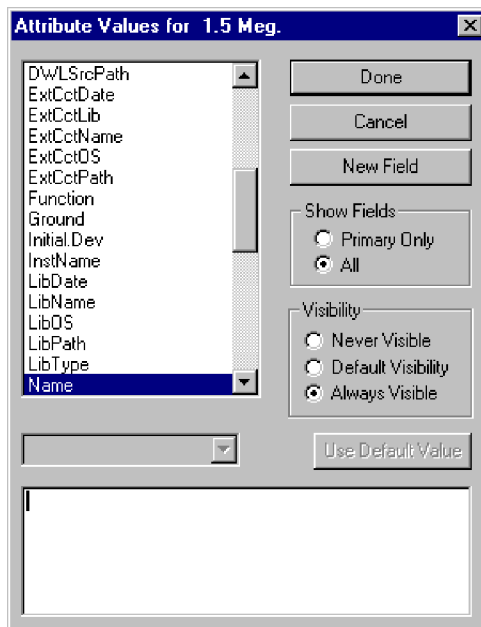 Attribute Values for 1.5 Meg.
DWLSrcPath
ExtCctDate
ExtCctLib
ExtCctName
ExtCctOS
ExtCctPath
Function
Ground
Initial.Dev
InstName
LibDate
LibName
LibOS
LibPath
LibType
Name
Done
Cancel
New Field
Show Fields
Primary Only
All
Visibility
Never Visible
Default Visibility
Always Visible
Use Default Value